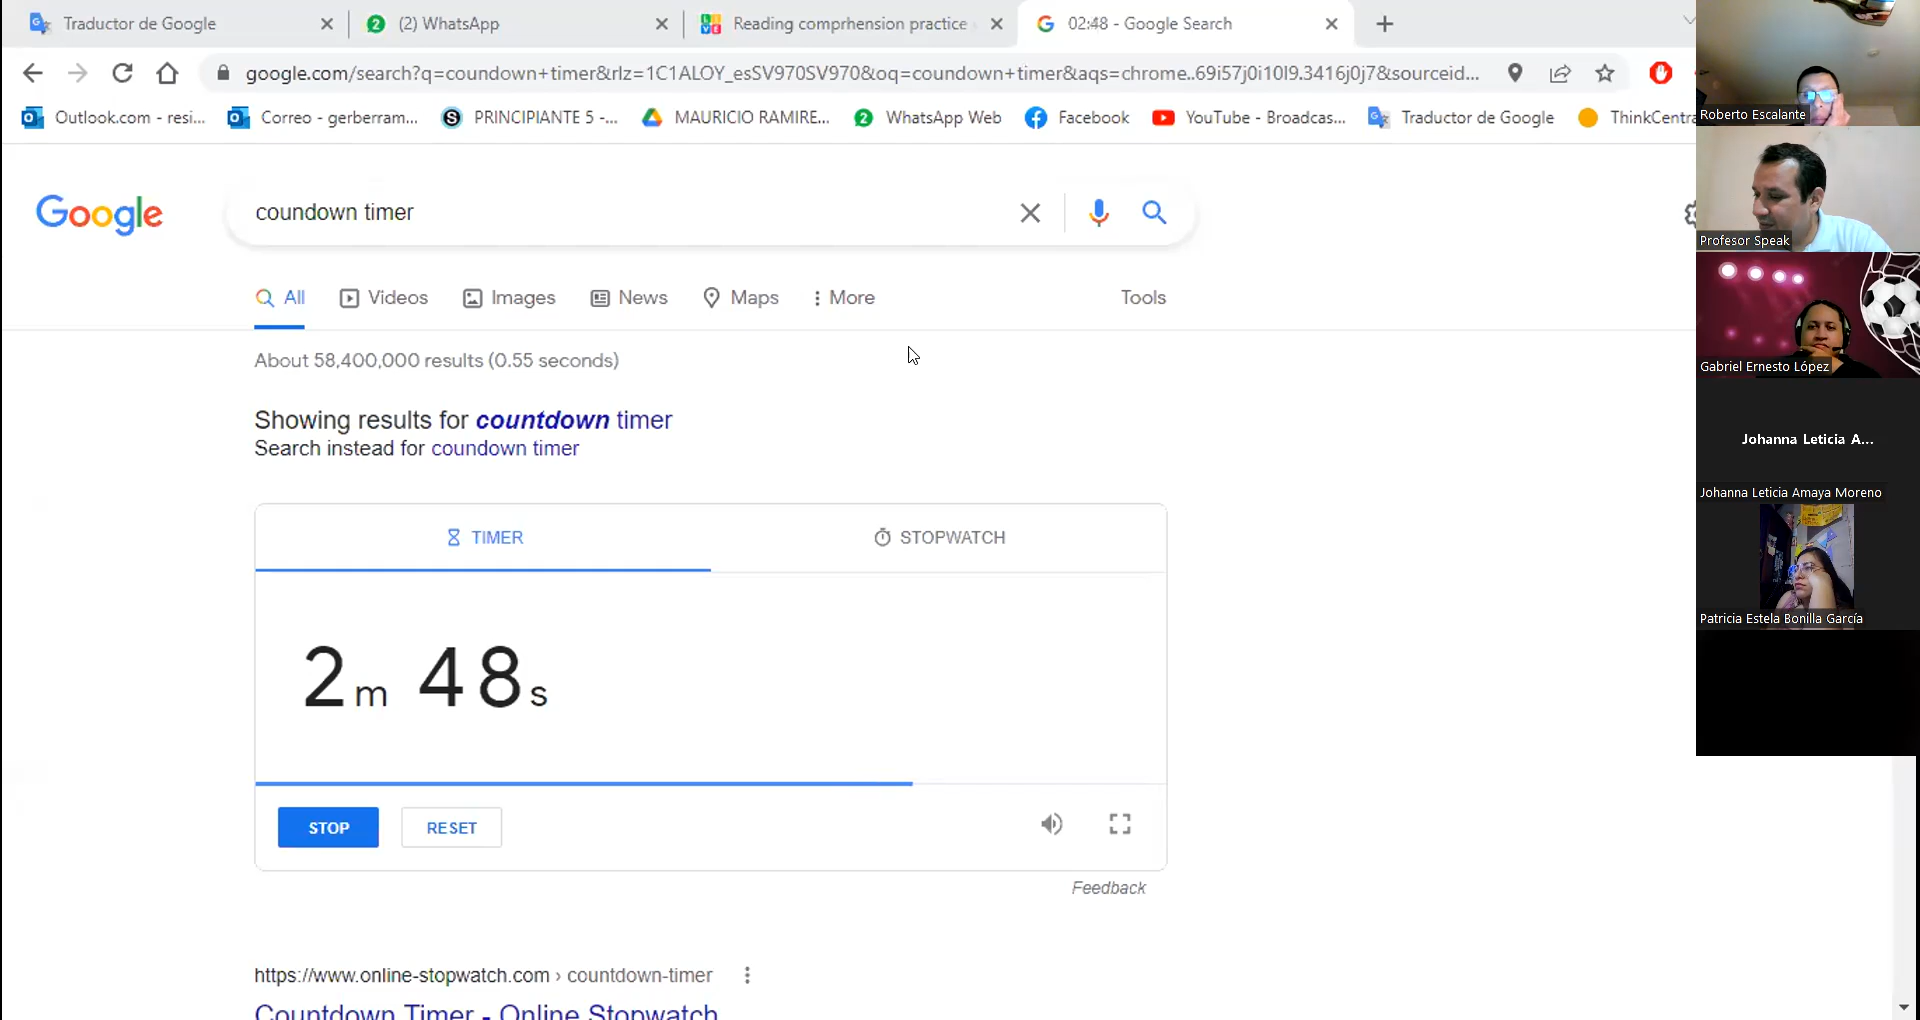 Traductor de Google
2
(2) WhatsApp
Reading comprhension practice
02:48 - Google Search
google.com/search?q=coundown+timer&rlz=1C1ALOY_esSV970SV970&oq=coundown+timer&aqs=chrome..69i57j0i10l9.3416j0j7&sourceid...
Outlook.com - resi...
Correo - gerberram...
PRINCIPIANTE 5 -...
MAURICIO RAMIRE...
2
WhatsApp Web
Facebook
YouTube - Broadcas...
Traductor de Google
ThinkCentra
Google
coundown timer
All
Videos
Images
News
Maps
More
Tools
About 58,400,000 results (0.55 seconds)
Showing results for countdown timer
Search instead for coundown timer
TIMER
STOPWATCH
2m 48s
STOP
RESET
Feedback
https://www.online-stopwatch.com › countdown-timer
Countdown Timer - Online Stopwatch
Roberto Escalante
Profesor Speak
Gabriel Ernesto López
Johanna Leticia A...
Johanna Leticia Amaya Moreno
Patricia Estela Bonilla García